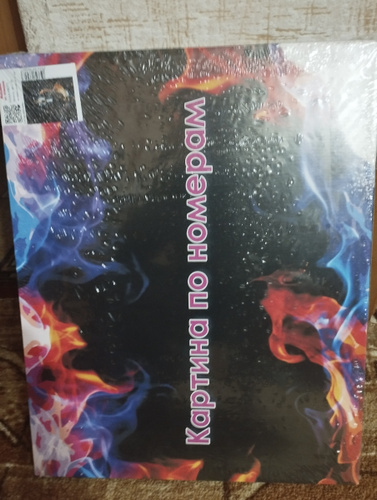 Картина по номерам